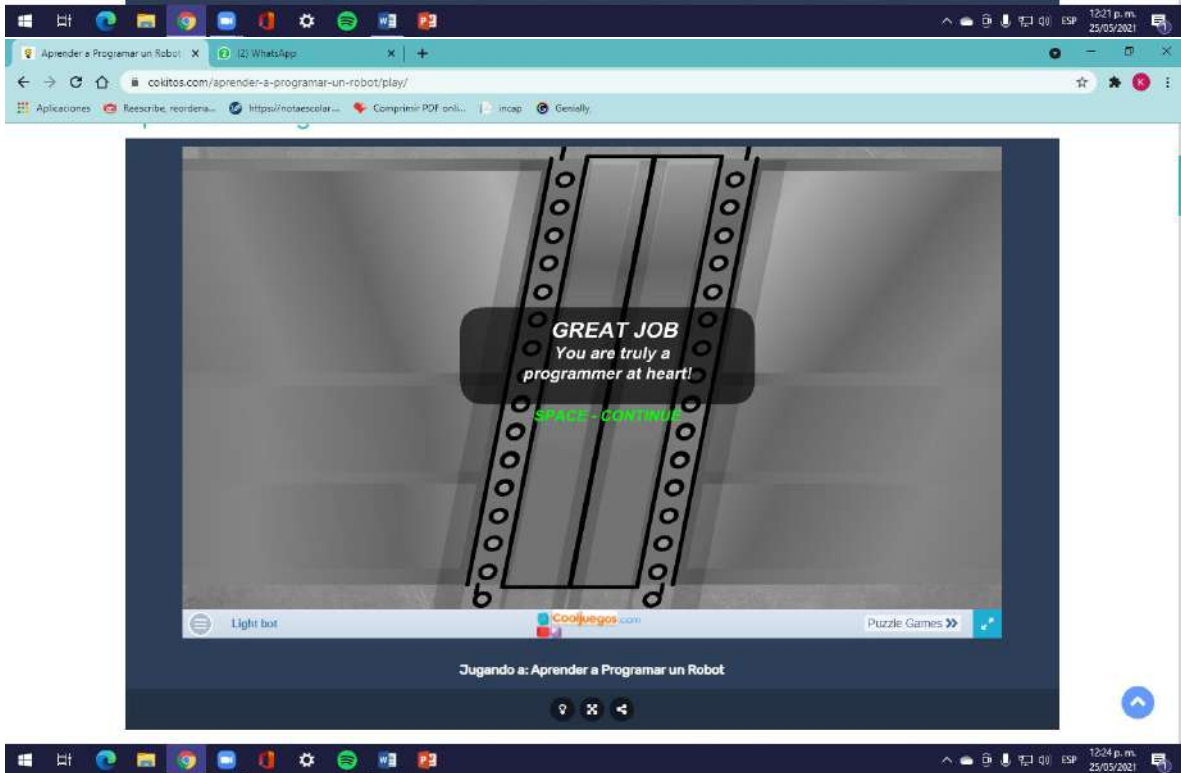 ESP
12:21 p. m.
25/05/2021
Aprender a Programar un Robot
(2) WhatsApp
cokitos.com/aprender-a-programar-un-robot/play/
K
Aplicaciones
Reescribe, reordena...
https://notaescolar...
Comprimir PDF onli...
incap
Genially
GREAT JOB
You are truly a
programmer at heart!
SPACE - CONTINUE
Light bot
Cooljuegos.com
Puzzle Games
Jugando a: Aprender a Programar un Robot
ESP
12:24 p. m.
25/05/2021